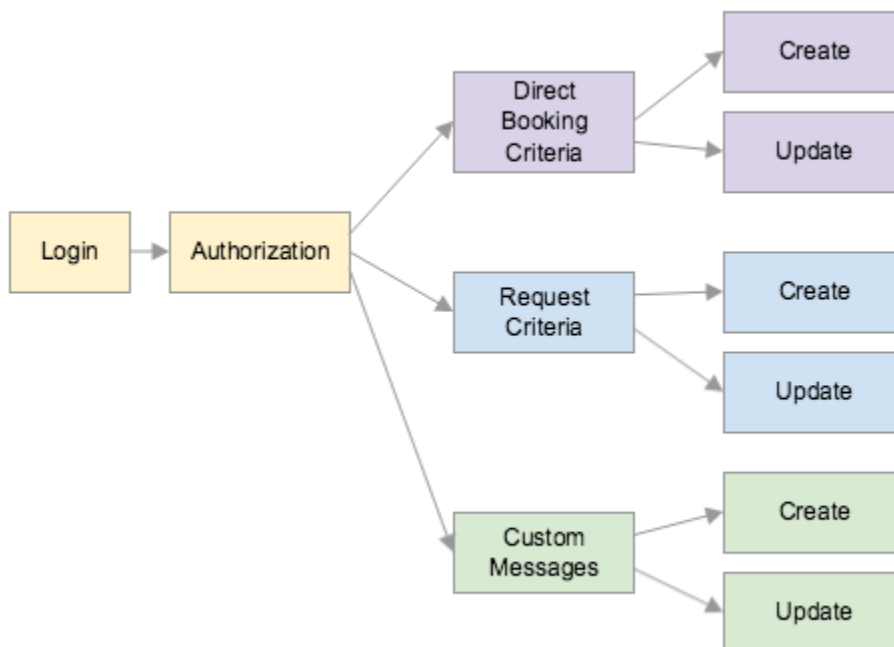 Login
Authorization
Direct
Booking
Criteria
Create
Update
Request
Criteria
Create
Update
Custom
Messages
Create
Update